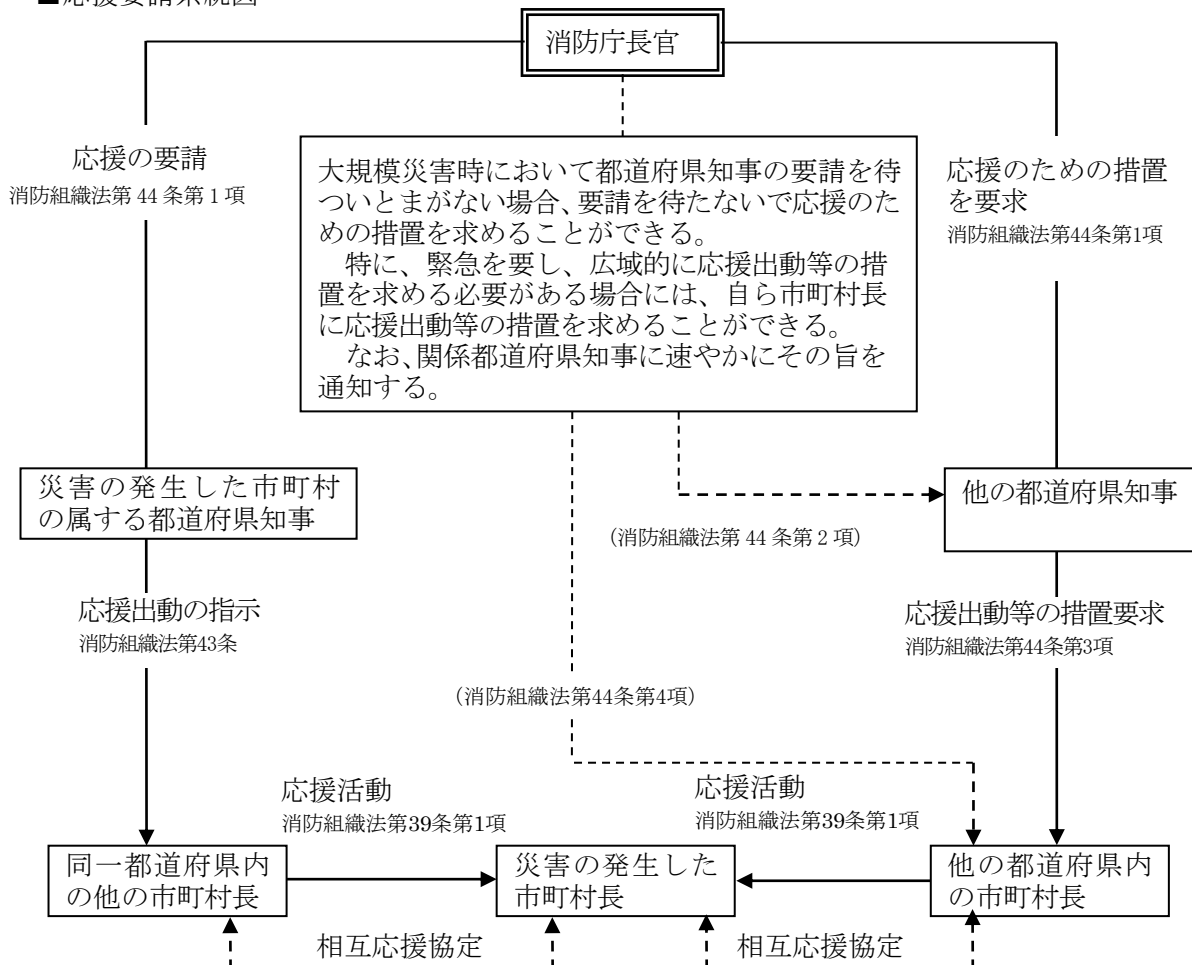 ■応援要請系統図
消防庁長官
応援の要請
消防組織法第 44 条第 1 項
大規模災害時において都道府県知事の要請を待
ついとまがない場合、要請を待たないで応援のた
めの措置を求めることができる。
特に、緊急を要し、広域的に応援出動等の措
置を求める必要がある場合には、自ら市町村長
に応援出動等の措置を求めることができる。
なお、関係都道府県知事に速やかにその旨を
通知する。
応援のための措置
を要求
消防組織法第44条第1項
災害の発生した市町村
の属する都道府県知事
他の都道府県知事
(消防組織法第 44 条第 2 項)
応援出動の指示
消防組織法第43条
応援出動等の措置要求
消防組織法第44条第3項
(消防組織法第44条第4項)
応援活動
消防組織法第39条第1項
応援活動
消防組織法第39条第1項
同一都道府県内
の他の市町村長
災害の発生した
市町村長
他の都道府県内
の市町村長
相互応援協定
相互応援協定